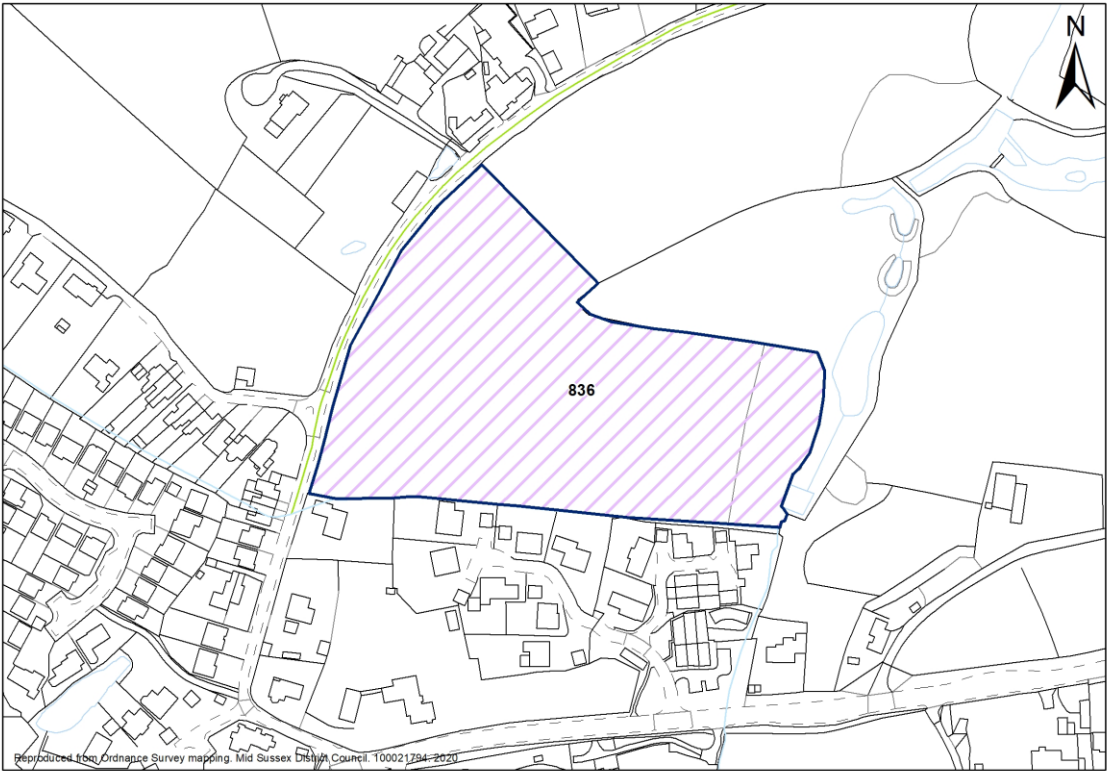 N
836
Reproduced from Ordnance Survey mapping. Mid Sussex District Council. 100021794. 2020